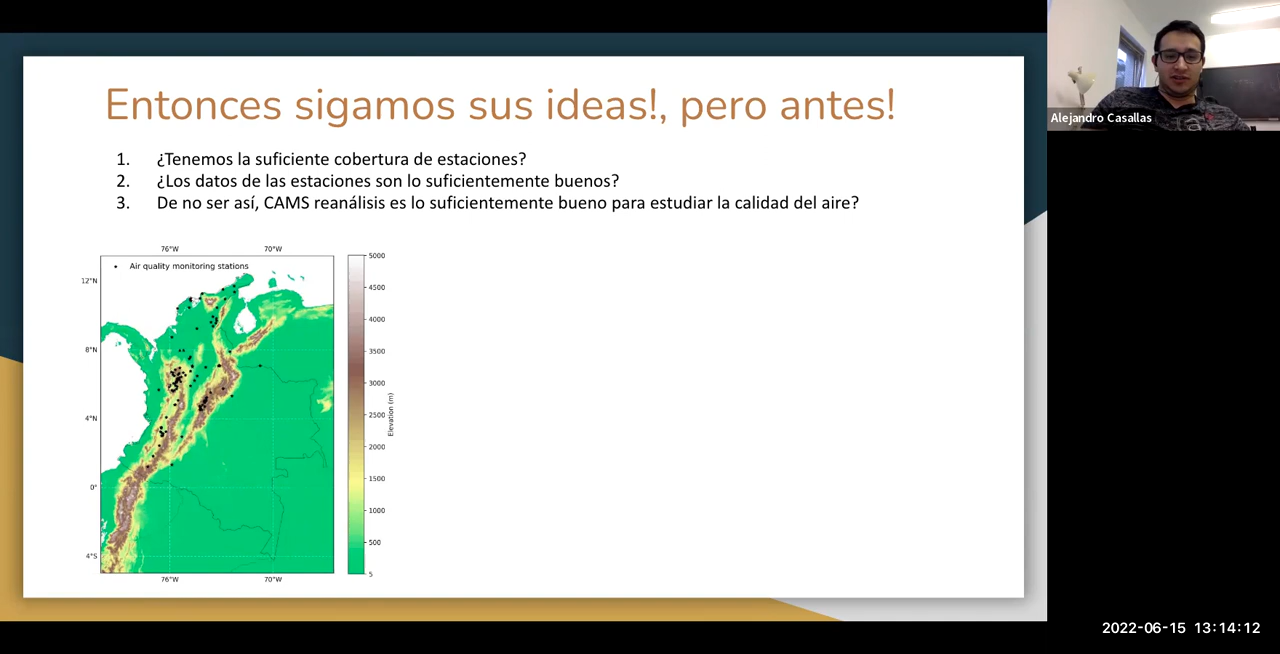 Entonces sigamos sus ideas!, pero antes!
1. ¿Tenemos la suficiente cobertura de estaciones?
2. ¿Los datos de las estaciones son lo suficientemente buenos?
3. De no ser así, CAMS reanálisis es lo suficientemente bueno para estudiar la calidad del aire?
76°W 70°W
Air quality monitoring stations
12°N
8°N
4°N
0°
4°S
76°W 70°W
5000
4500
4000
3500
3000
2500
2000
1500
1000
500
5
Elevation (m)
Alejandro Casallas
2022-06-15 13:14:12